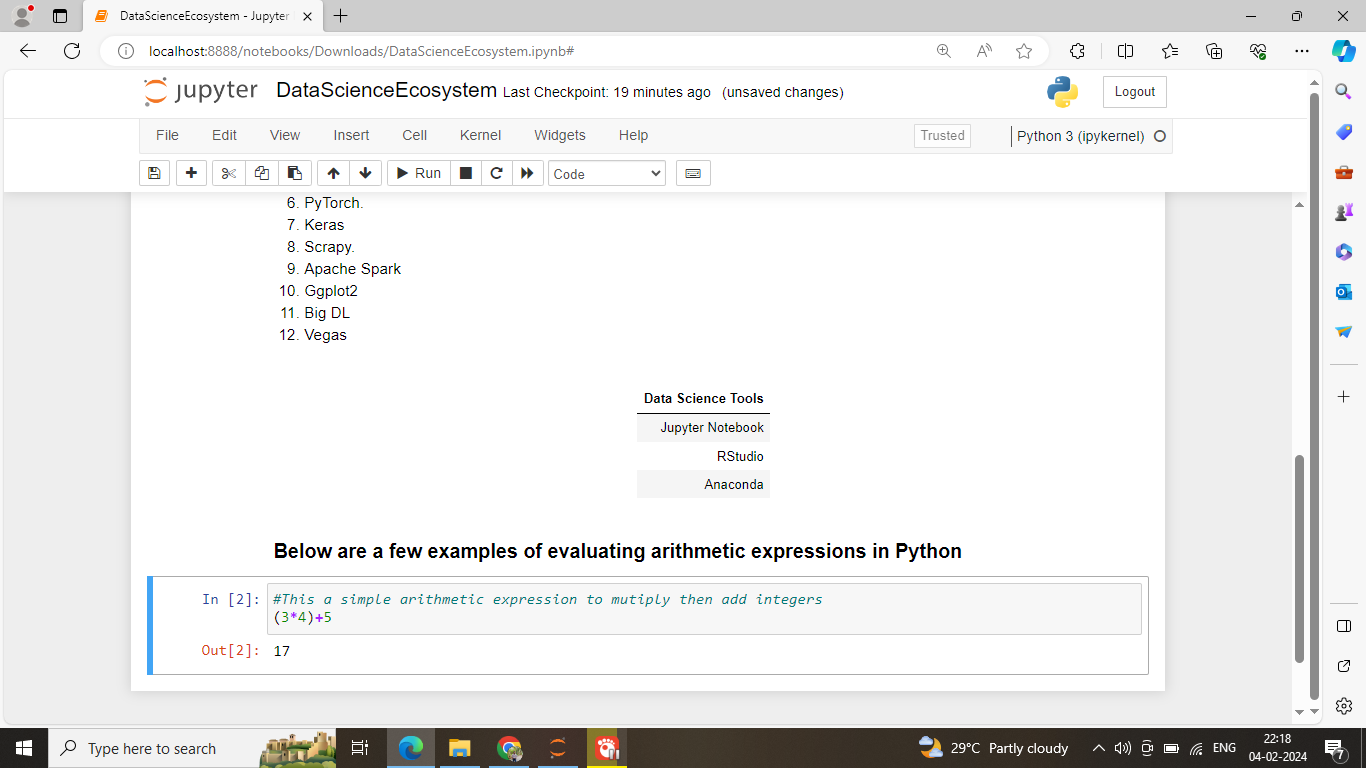 DataScienceEcosystem - Jupyter
localhost:8888/notebooks/Downloads/DataScienceEcosystem.ipynb#
jupyter DataScienceEcosystem Last Checkpoint: 19 minutes ago (unsaved changes) Logout
File Edit View Insert Cell Kernel Widgets Help Trusted Python 3 (ipykernel)
Run Code
6. PyTorch.
7. Keras
8. Scrapy.
9. Apache Spark
10. Ggplot2
11. Big DL
12. Vegas
Data Science Tools
Jupyter Notebook
RStudio
Anaconda
Below are a few examples of evaluating arithmetic expressions in Python
In [2]: #This a simple arithmetic expression to mutiply then add integers
(3*4)+5
Out[2]: 17
Type here to search 29°C Partly cloudy ENG 22:18
04-02-2024 7